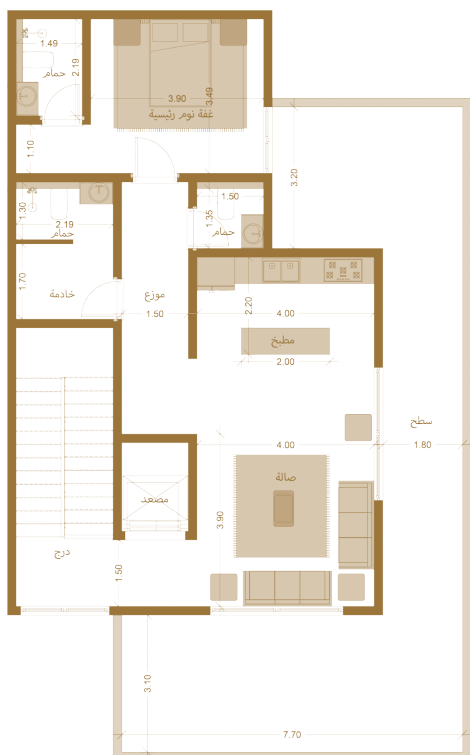 1.49
حمام
2.19
3.90
3.49
غفة نوم رئيسية
1.10
3.20
1.30
2.19
حمام
1.50
1.35
حمام
1.70
خادمة
موزع
1.50
2.20
4.00
مطبخ
2.00
سطح
4.00
1.80
صالة
مصعد
3.90
درج
1.50
3.10
7.70